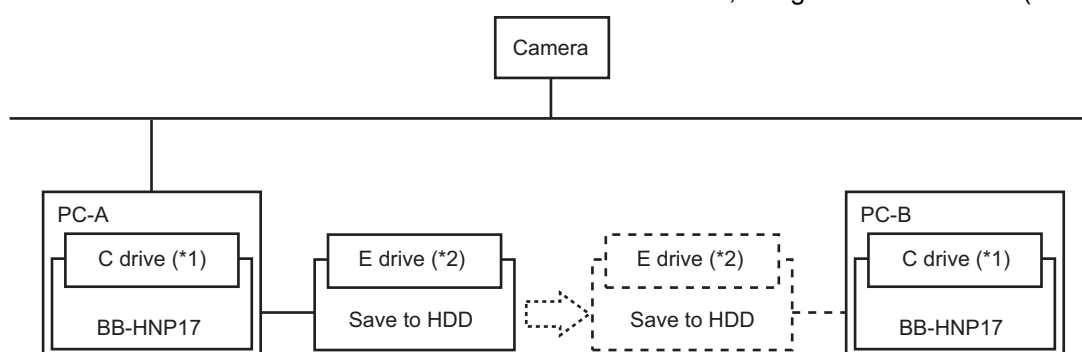 Camera
PC-A
C drive (*1)
BB-HNP17
E drive (*2)
Save to HDD
E drive (*2)
Save to HDD
PC-B
C drive (*1)
BB-HNP17